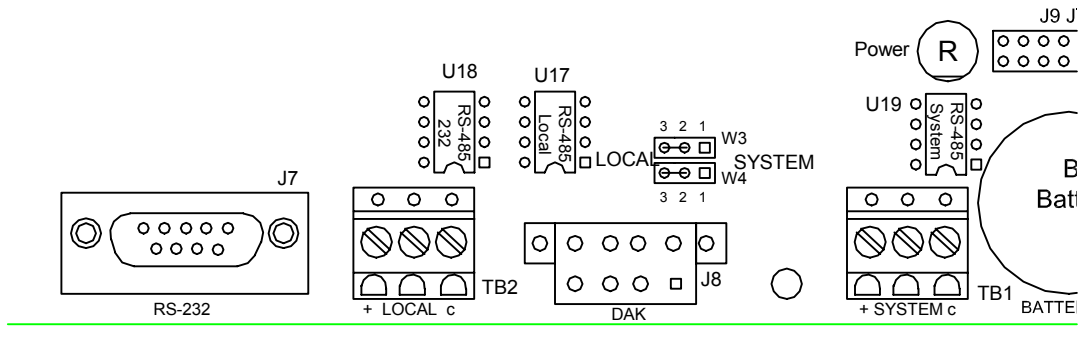 J9
Power R
U18 U17
U19
RS-485
232
RS-485
Local
RS-485
System
3 2 1
W3
LOCAL SYSTEM
W4
3 2 1
J7
B
Batt
TB2
J8
TB1
RS-232
+ LOCAL c
DAK
+ SYSTEM c